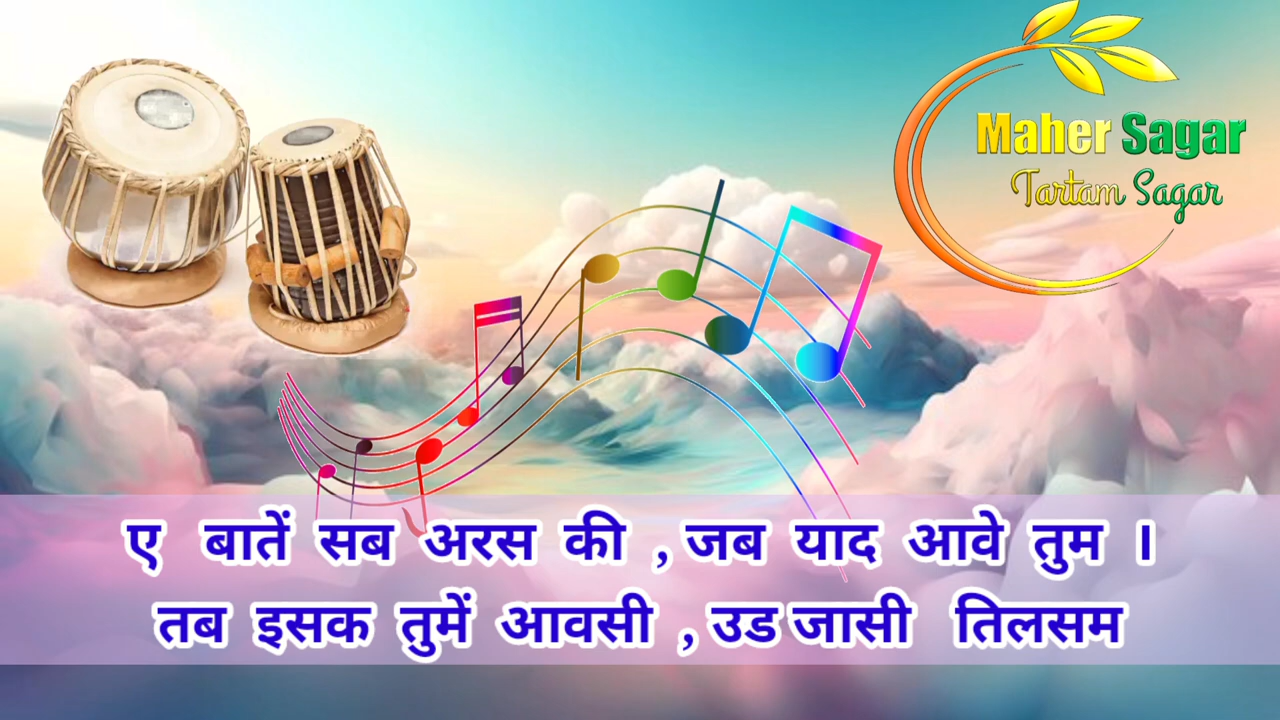 Maher Sagar
Tartam Sagar
ए बातें सब अरस की , जब याद आवे तुम ।
तब इसक तुमें आवसी , उड जासी तिलसम